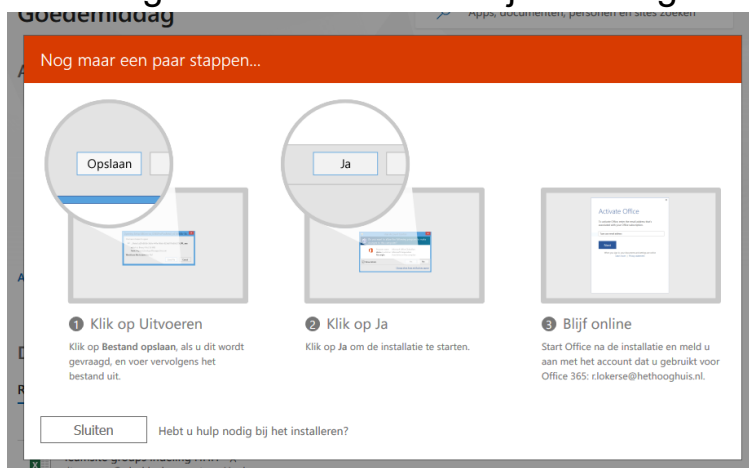 Goedemiddag
Apps, documenten, personen en sites zoeken
Nog maar een paar stappen...
Opslaan
Ja
Activate Office
1 Klik op Uitvoeren
Klik op Bestand opslaan, als u dit wordt
gevraagd, en voer vervolgens het
bestand uit.
2 Klik op Ja
Klik op Ja om de installatie te starten.
3 Blijf online
Start Office na de installatie en meld u
aan met het account dat u gebruikt voor
Office 365: r.lokerse@hethooghuis.nl.
Sluiten
Hebt u hulp nodig bij het installeren?